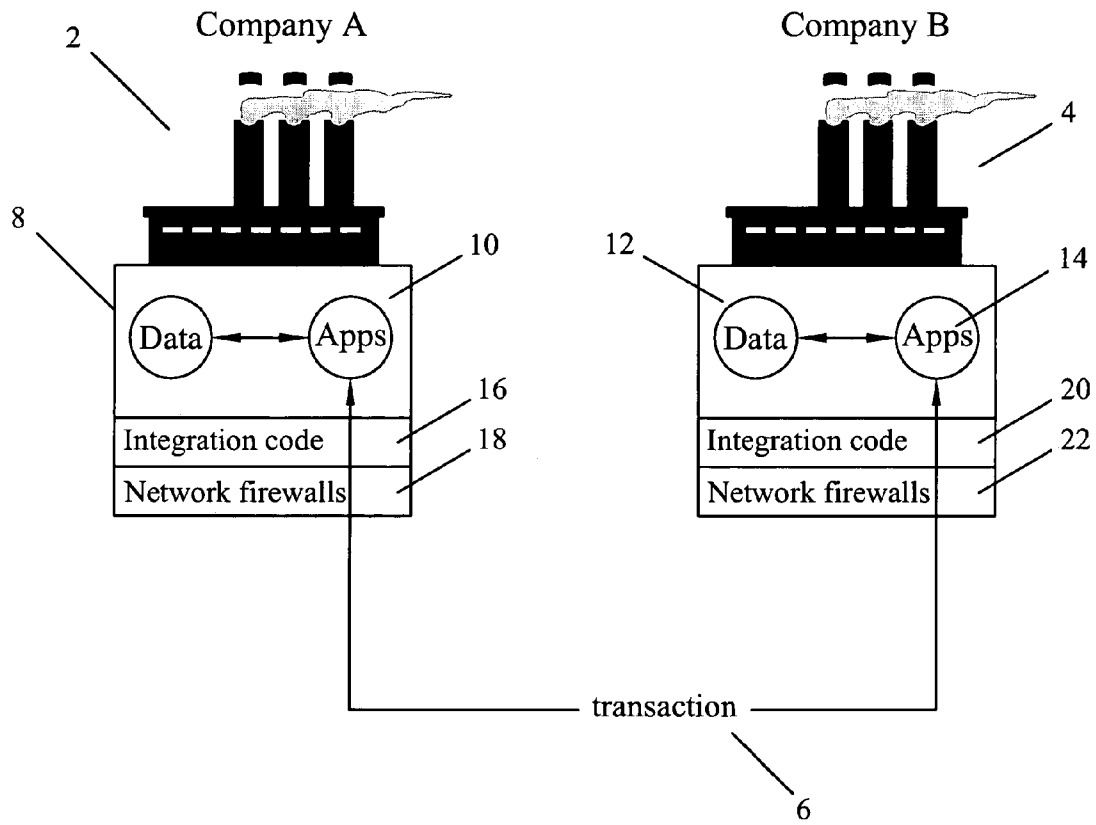 Company A
Company B
2
4
8
10
12
14
Data
Apps
Data
Apps
16
20
Integration code
Integration code
18
22
Network firewalls
Network firewalls
transaction
6